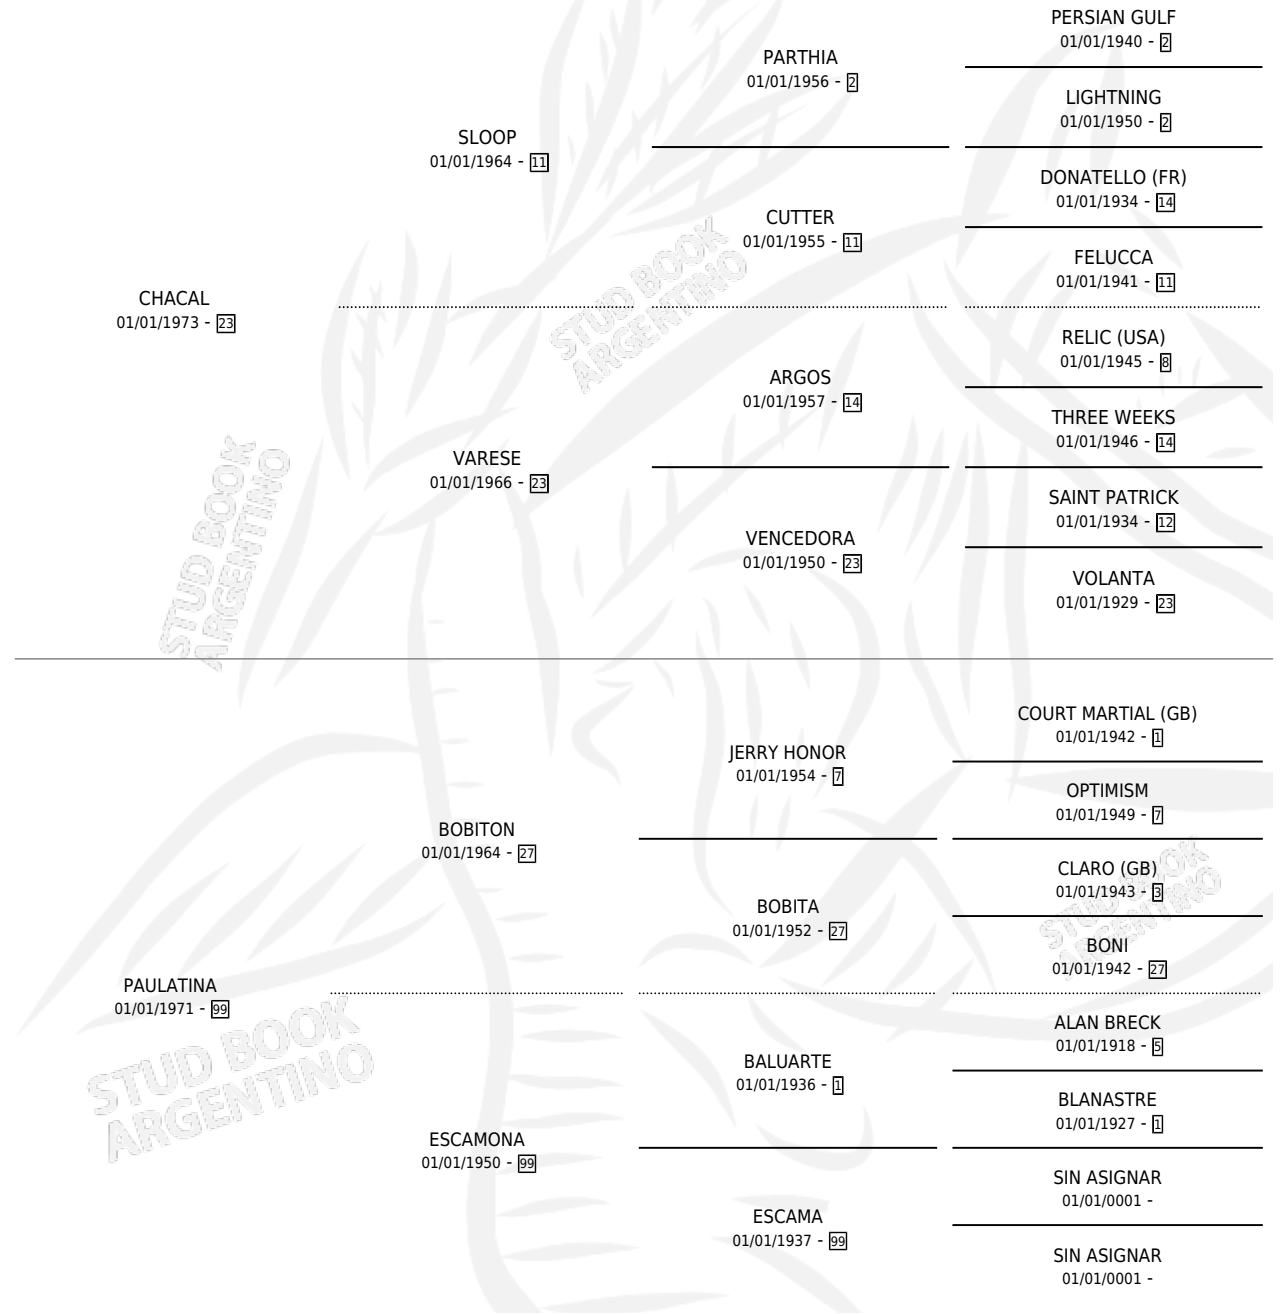 PERSIAN GULF
01/01/1940 - 2
PARTHIA
01/01/1956 - 2
LIGHTNING
01/01/1950 - 2
SLOOP
01/01/1964 - 11
DONATELLO (FR)
01/01/1934 - 14
CUTTER
01/01/1955 - 11
FELUCCA
01/01/1941 - 11
CHACAL
01/01/1973 - 23
RELIC (USA)
01/01/1945 - 8
ARGOS
01/01/1957 - 14
THREE WEEKS
01/01/1946 - 14
VARESE
01/01/1966 - 23
SAINT PATRICK
01/01/1934 - 12
VENCEDORA
01/01/1950 - 23
VOLANTA
01/01/1929 - 23
COURT MARTIAL (GB)
01/01/1942 - 1
JERRY HONOR
01/01/1954 - 7
OPTIMISM
01/01/1949 - 7
BOBITON
01/01/1964 - 27
CLARO (GB)
01/01/1943 - 3
BOBITA
01/01/1952 - 27
BONI
01/01/1942 - 27
PAULATINA
01/01/1971 - 99
ALAN BRECK
01/01/1918 - 5
BALUARTE
01/01/1936 - 1
BLANASTRE
01/01/1927 - 1
ESCAMONA
01/01/1950 - 99
SIN ASIGNAR
01/01/0001 -
ESCAMA
01/01/1937 - 99
SIN ASIGNAR
01/01/0001 -
STUD BOOK
ARGENTINO
STUD BOOK
ARGENTINO
STUD BOOK
ARGENTINO
STUD BOOK
ARGENTINO